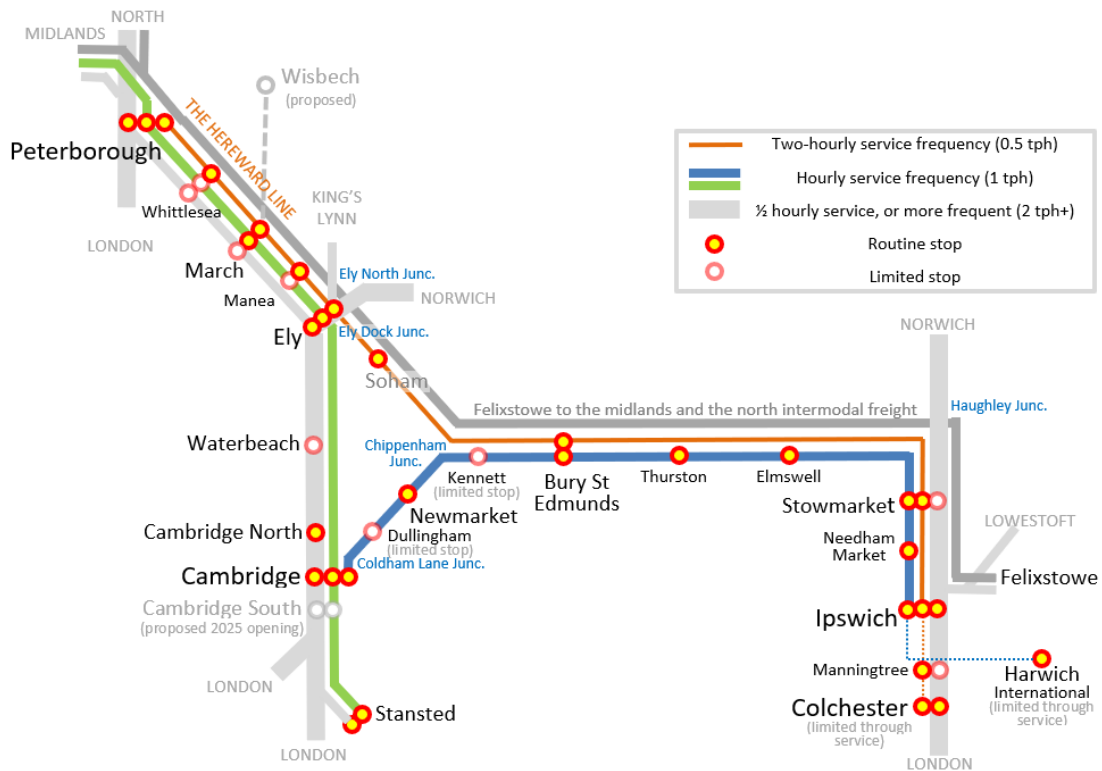 NORTH
MIDLANDS
Wisbech
(proposed)
THE HEREWARD LINE
Peterborough
Two-hourly service frequency (0.5 tph)
Hourly service frequency (1 tph)
½ hourly service, or more frequent (2 tph+)
Routine stop
Limited stop
Whittlesea
KING'S
LYNN
LONDON
March
Manea
Ely North Junc.
NORWICH
Ely
Ely Dock Junc.
NORWICH
Soham
Felixstowe to the midlands and the north intermodal freight
Haughley Junc.
Waterbeach
Chippenham
Junc.
Kennett
(limited stop)
Bury St
Edmunds
Thurston
Elmswell
Newmarket
Stowmarket
LOWESTOFT
Cambridge North
Dullingham
(limited stop)
Needham
Market
Coldham Lane Junc.
Cambridge
Felixstowe
Cambridge South
(proposed 2025 opening)
Ipswich
LONDON
Manningtree
Harwich
International
(limited through
service)
Stansted
Colchester
(limited through
service)
LONDON
LONDON